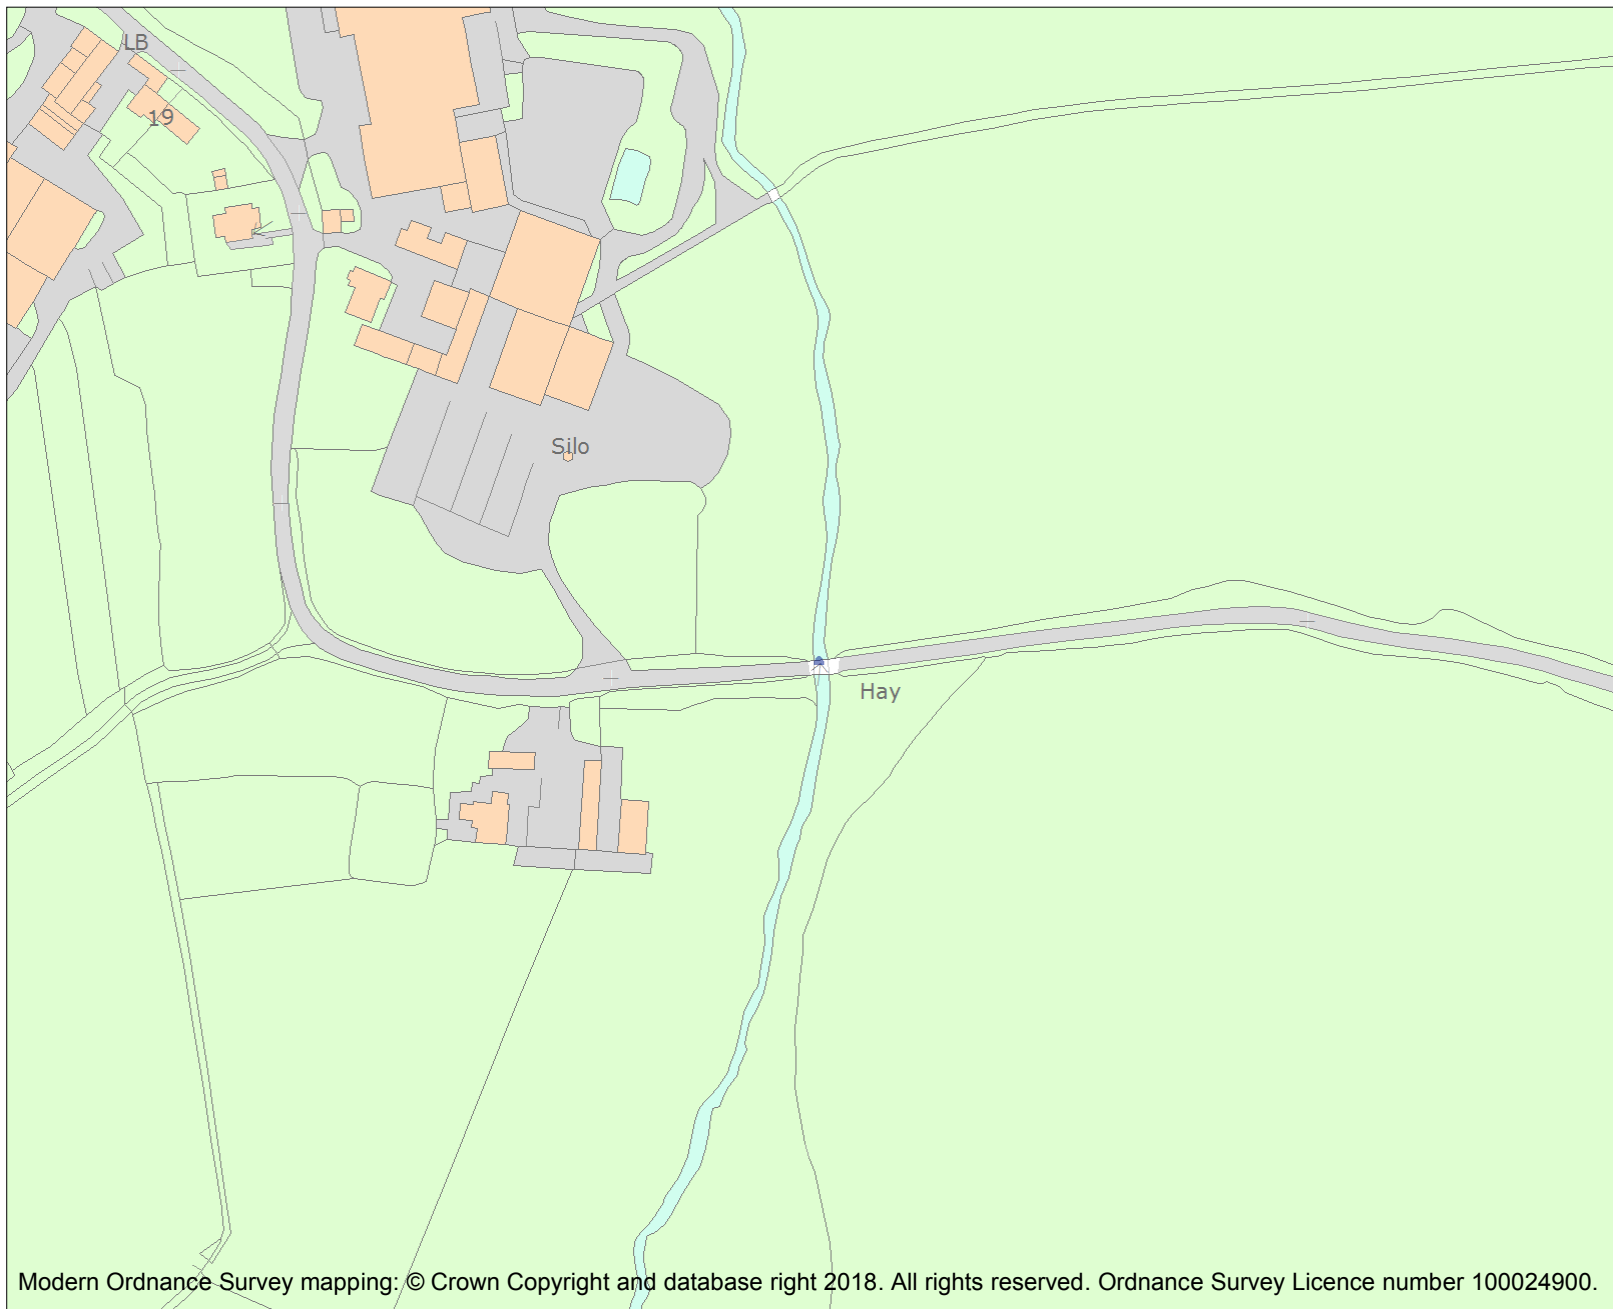 LB
19
Silo
Hay
Modern Ordnance Survey mapping: © Crown Copyright and database right 2018. All rights reserved. Ordnance Survey Licence number 100024900.